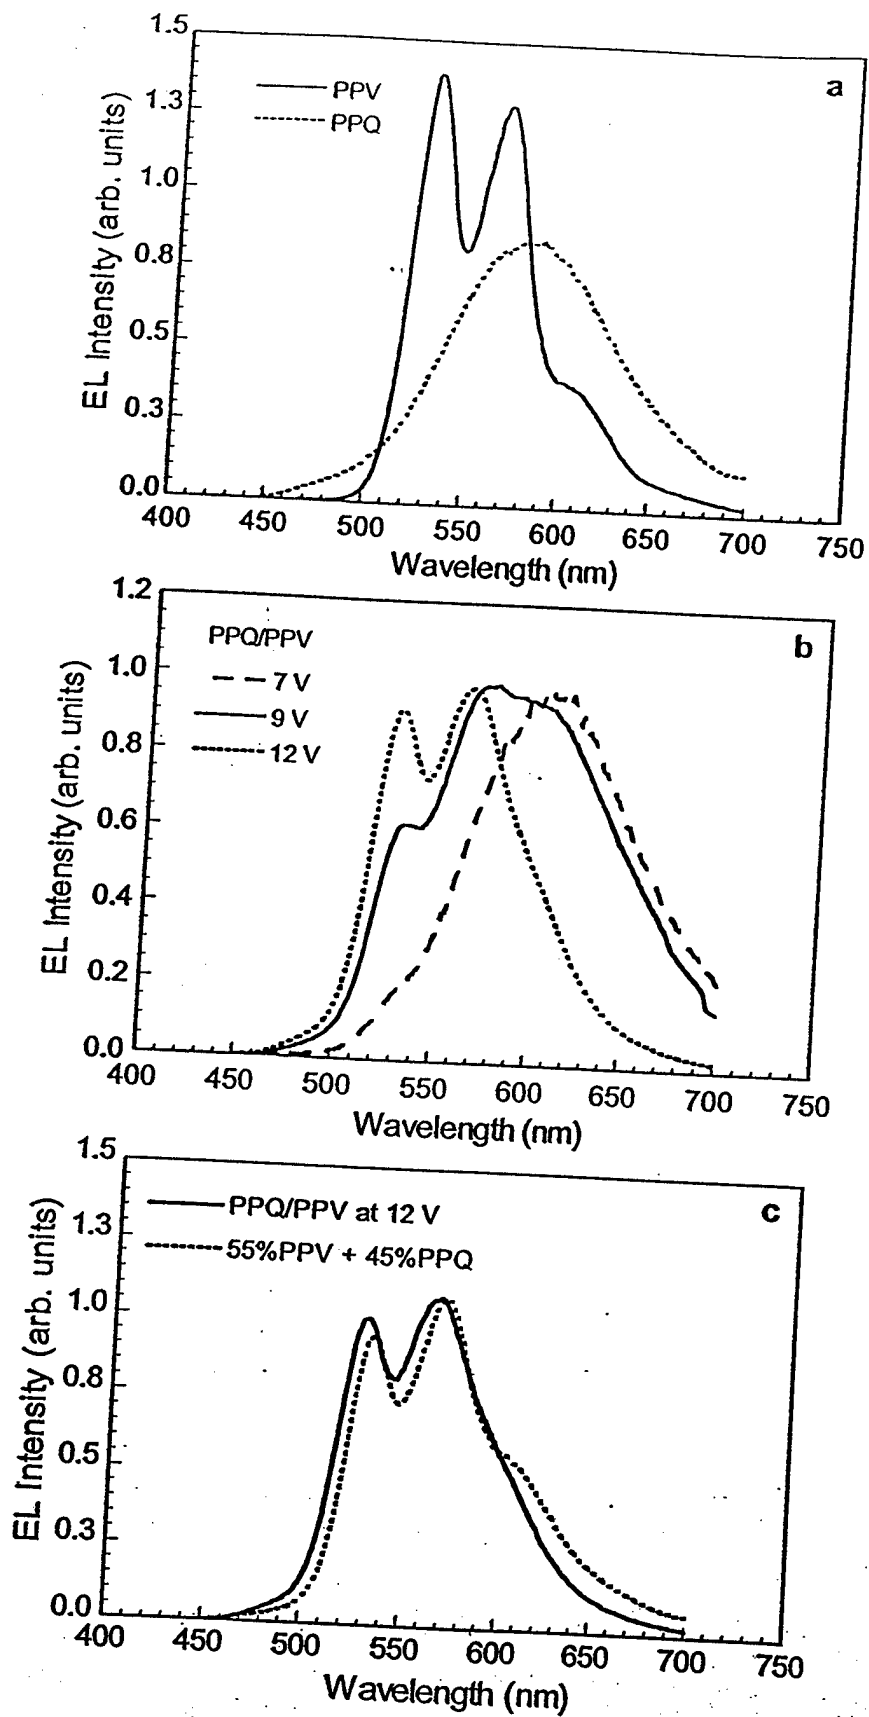 1.5
a
PPV
PPQ
1.3
1.0
0.8
0.5
0.3
0.0
EL Intensity (arb. units)
400 450 500 550 600 650 700 750
Wavelength (nm)
1.2
b
PPQ/PPV
7 V
9 V
12 V
1.0
0.8
0.6
0.4
0.2
0.0
EL Intensity (arb. units)
400 450 500 550 600 650 700 750
Wavelength (nm)
1.5
c
PPQ/PPV at 12 V
55%PPV + 45%PPQ
1.3
1.0
0.8
0.5
0.3
0.0
EL Intensity (arb. units)
400 450 500 550 600 650 700 750
Wavelength (nm)